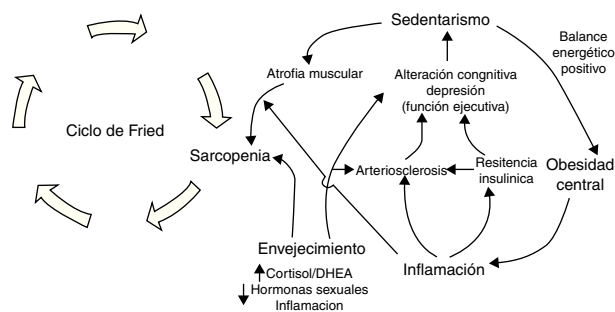 Sedentarismo
Balance
energético
positivo
Atrofia muscular
Alteración congnitiva
depresión
(función ejecutiva)
Ciclo de Fried
Sarcopenia
Arteriosclerosis
Resitencia
insulinica
Obesidad
central
Envejecimiento
Cortisol/DHEA
Hormonas sexuales
Inflamacion
Inflamación